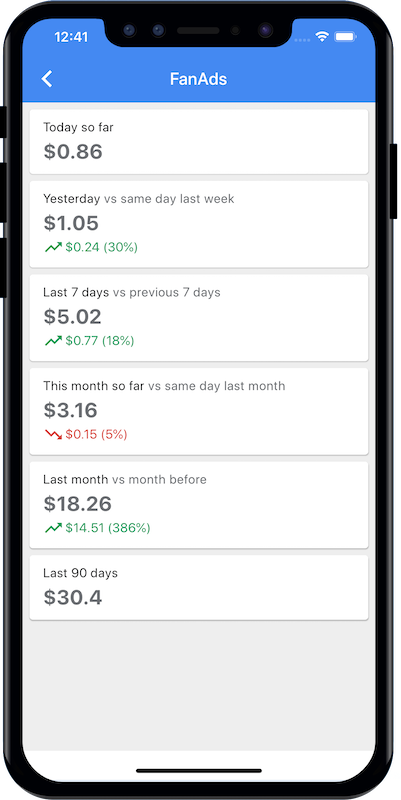 12:41
FanAds
Today so far
$0.86
Yesterday vs same day last week
$1.05
$0.24 (30%)
Last 7 days vs previous 7 days
$5.02
$0.77 (18%)
This month so far vs same day last month
$3.16
$0.15 (5%)
Last month vs month before
$18.26
$14.51 (386%)
Last 90 days
$30.4